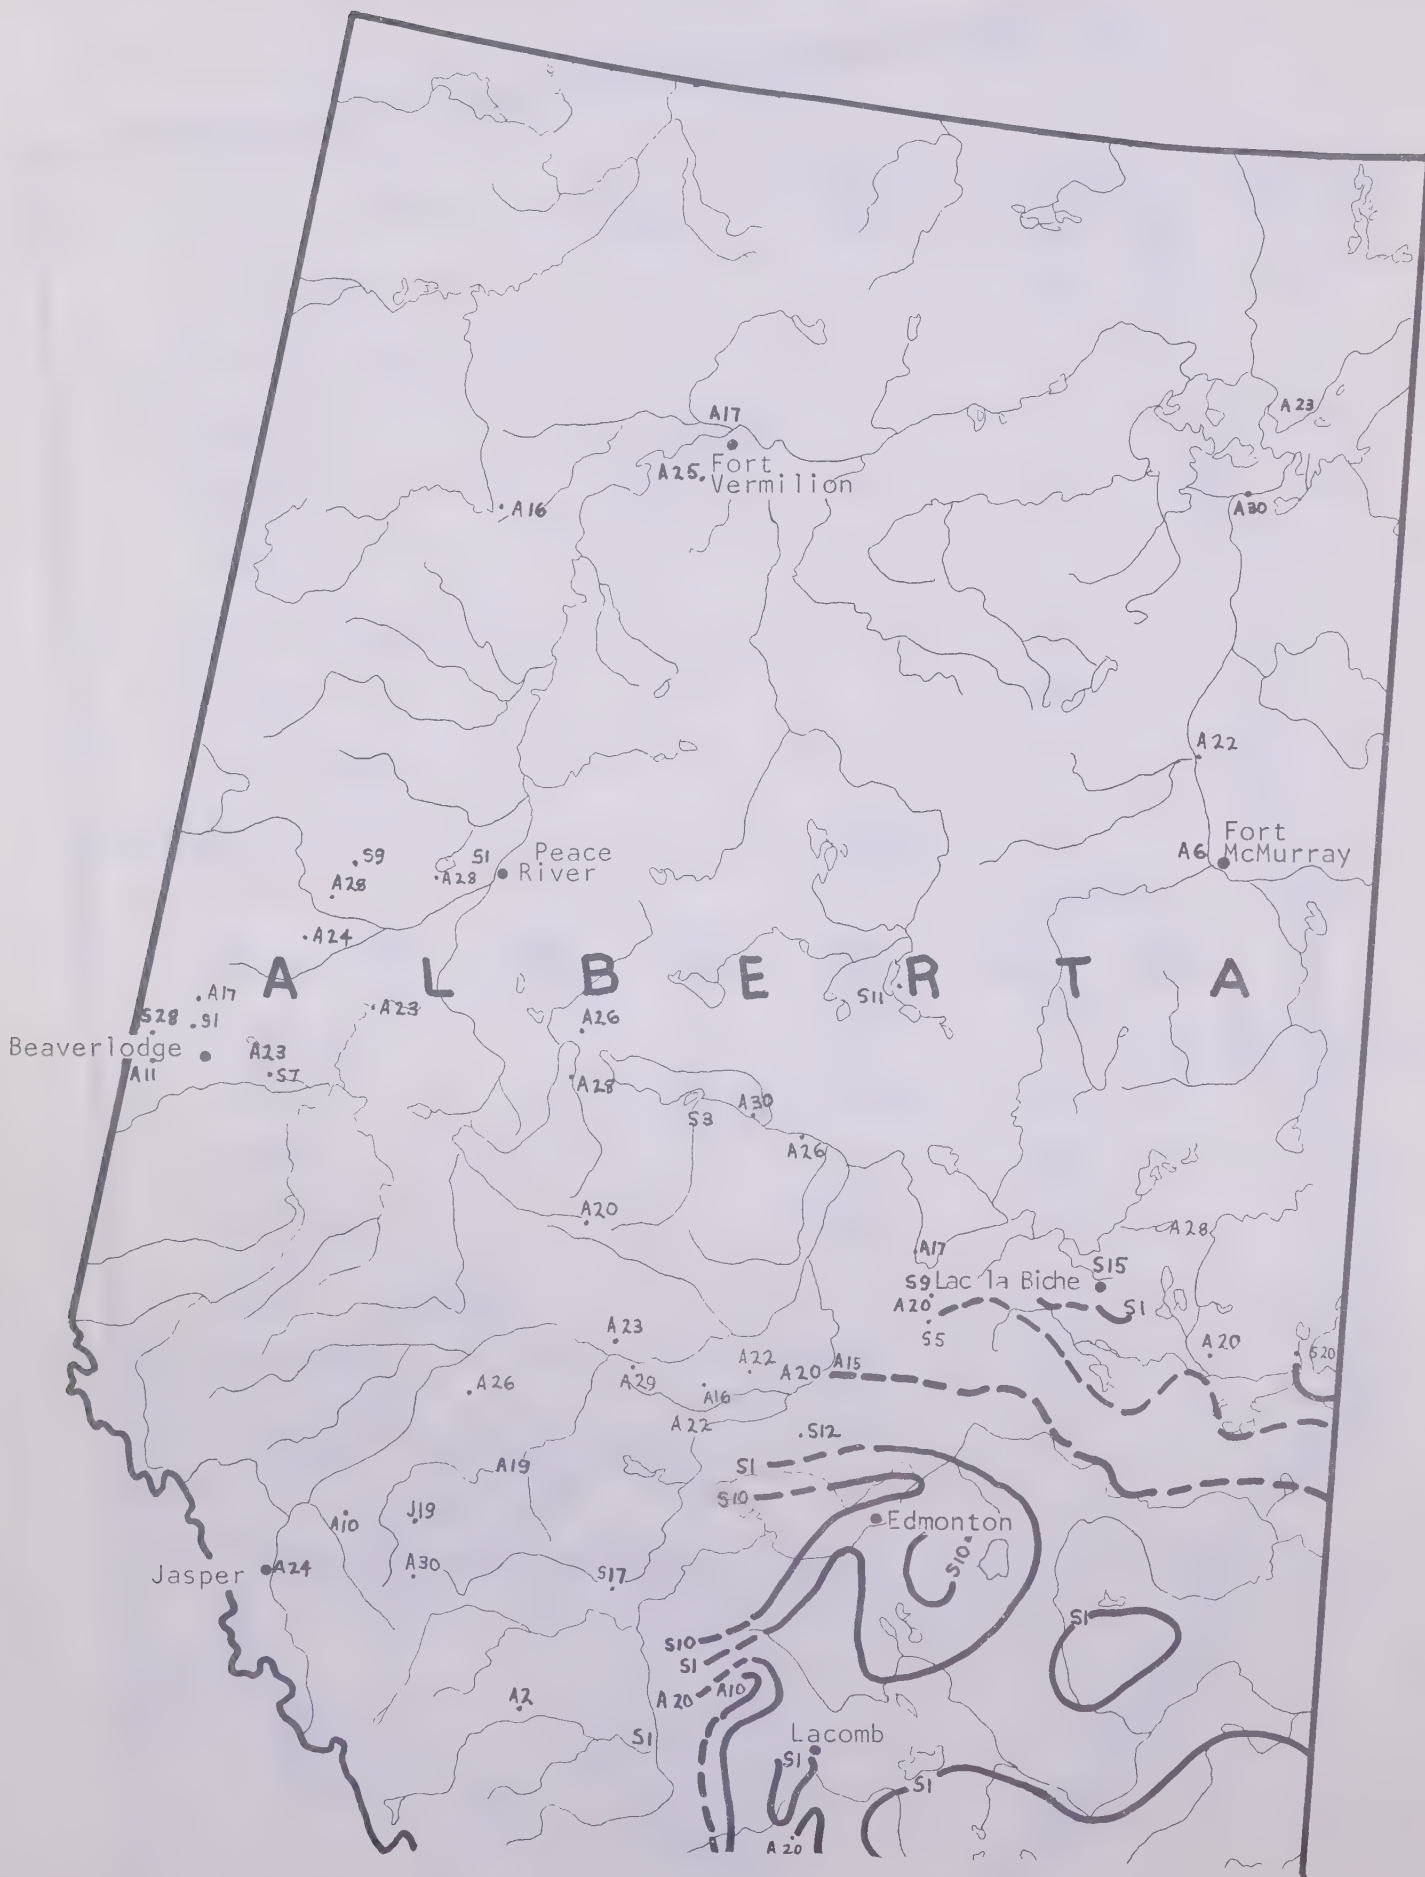 A17
A23
A25
Fort
Vermilion
A16
A30
A22
Fort
A6 McMurray
S9
S1
Peace
River
A28
A28
A24
A L B E R T A
A17
S11
S28
S1
A23
A26
Beaverlodge
A23
A11
S7
A28
A30
S3
A26
A20
A28
A17
S15
S9 Lac la Biche
A20
S1
S5
A23
A20
S20
A22
A20
A15
A29
A26
A16
A22
S12
S1
A19
S10
J19
A10
Edmonton
S10
Jasper
A24
A30
S17
S1
S10
S1
A20
A10
A2
S1
Lacomb
S1
S1
A20